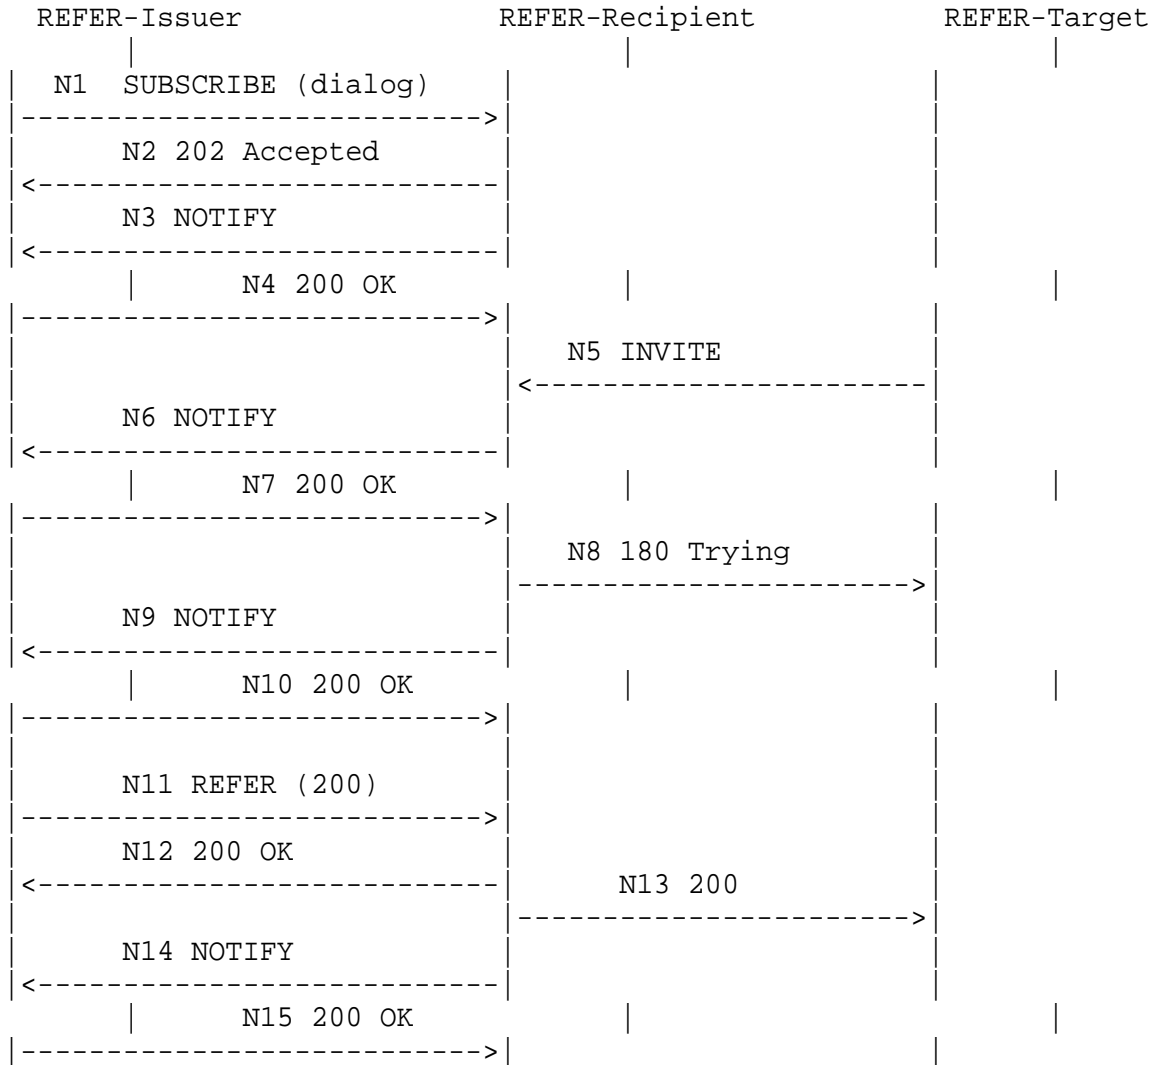 REFER-Issuer REFER-Recipient REFER-Target
N1 SUBSCRIBE (dialog)
N2 202 Accepted
N3 NOTIFY
N4 200 OK
N5 INVITE
N6 NOTIFY
N7 200 OK
N8 180 Trying
N9 NOTIFY
N10 200 OK
N11 REFER (200)
N12 200 OK
N13 200
N14 NOTIFY
N15 200 OK